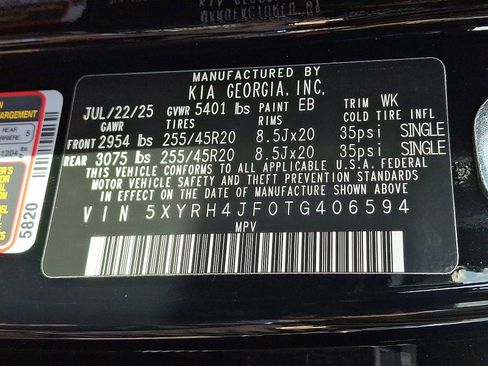 MANUFACTURED BY
KIA GEORGIA, INC.
JUL/22/25 GVWR 5401 lbs PAINT EB TRIM WK
GAWR TIRES RIMS COLD TIRE INFL
FRONT 2954 lbs 255/45R20 8.5Jx20 35psi SINGLE
REAR 3075 lbs 255/45R20 8.5Jx20 35psi SINGLE
THIS VEHICLE CONFORMS TO ALL APPLICABLE U.S.A. FEDERAL
MOTOR VEHICLE SAFETY AND THEFT PREVENTION STANDARDS
IN EFFECT ON THE DATE OF MANUFACTURE SHOWN ABOVE
VIN 5XYRH4JF0TG406594
MPV
REAR 5
5820